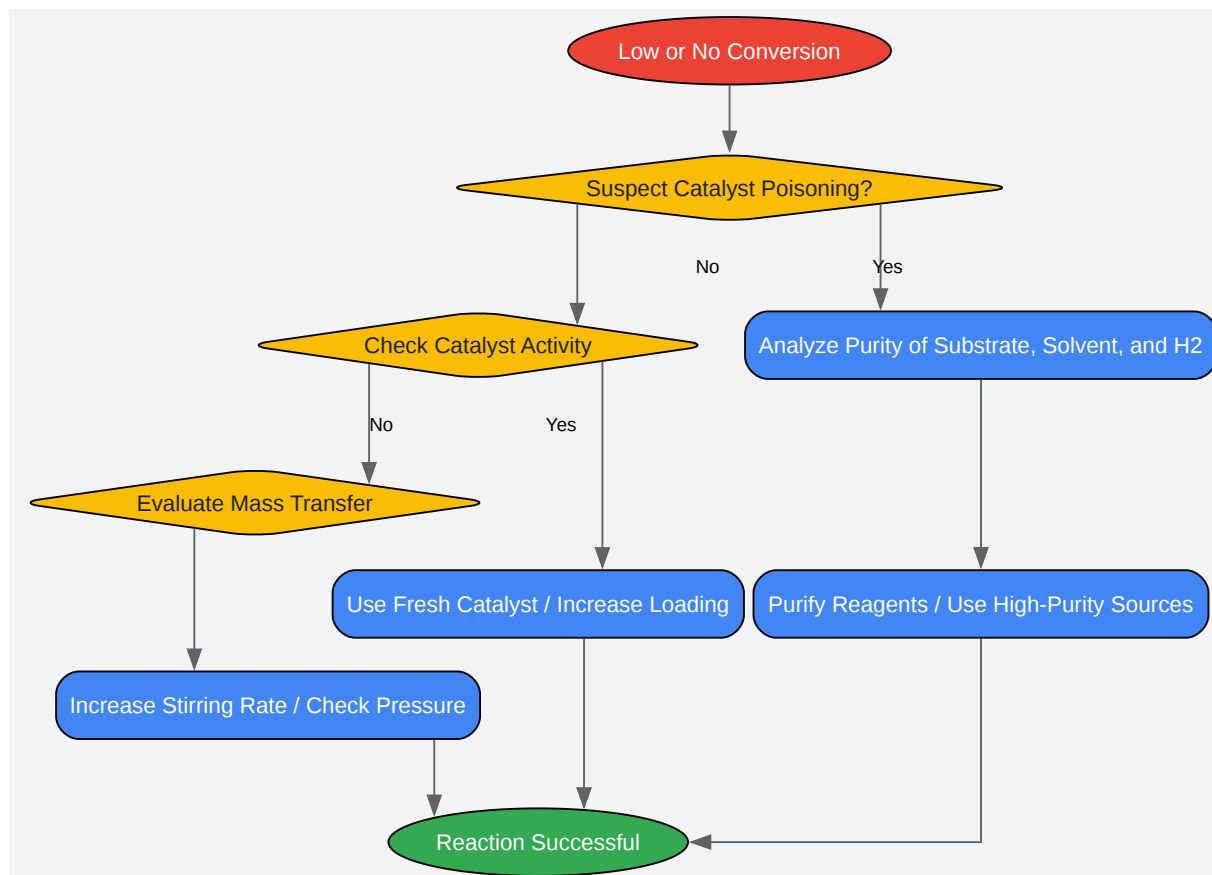 Low or No Conversion
Suspect Catalyst Poisoning?
No
Yes
Check Catalyst Activity
Analyze Purity of Substrate, Solvent, and H2
No
Yes
Evaluate Mass Transfer
Use Fresh Catalyst / Increase Loading
Purify Reagents / Use High-Purity Sources
Increase Stirring Rate / Check Pressure
Reaction Successful